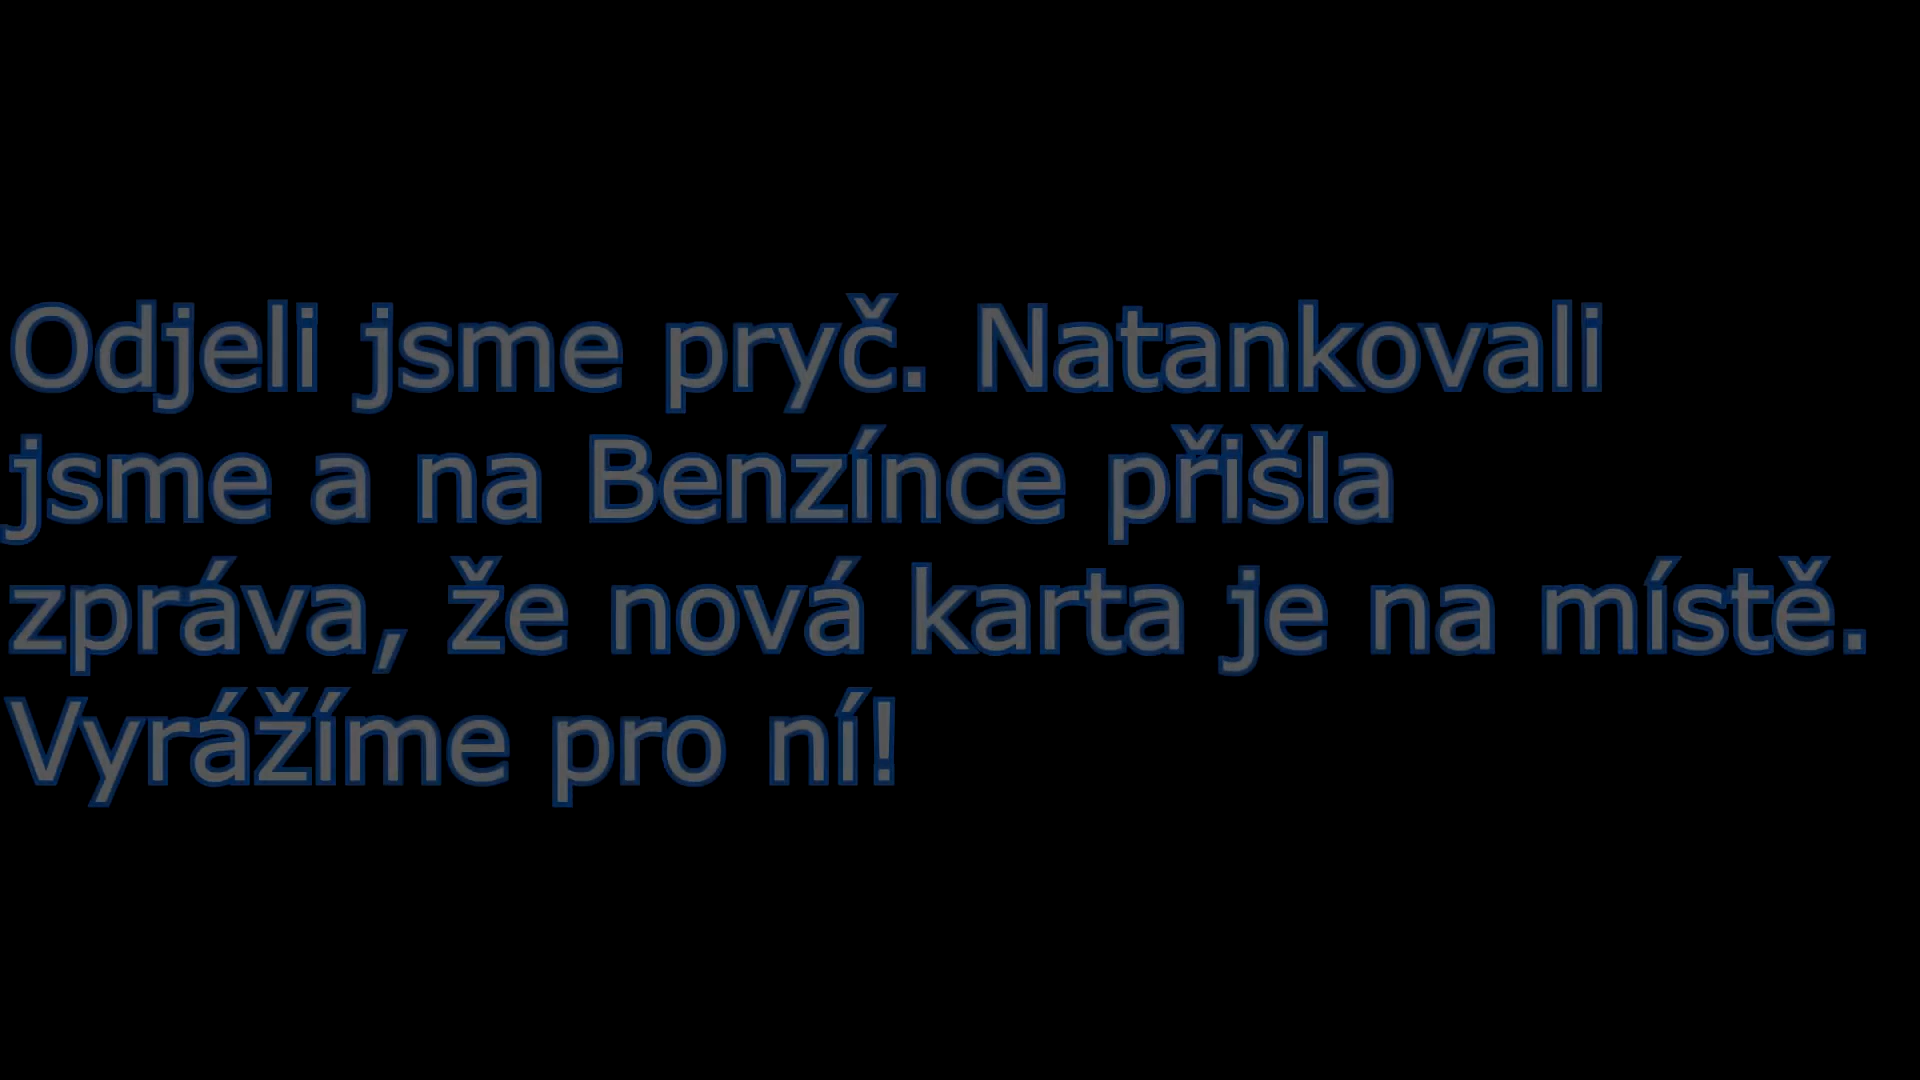 Odjeli jsme pryč. Natankovali
jsme a na Benzínce přišla
zpráva, že nová karta je na místě.
Vyrážíme pro ní!